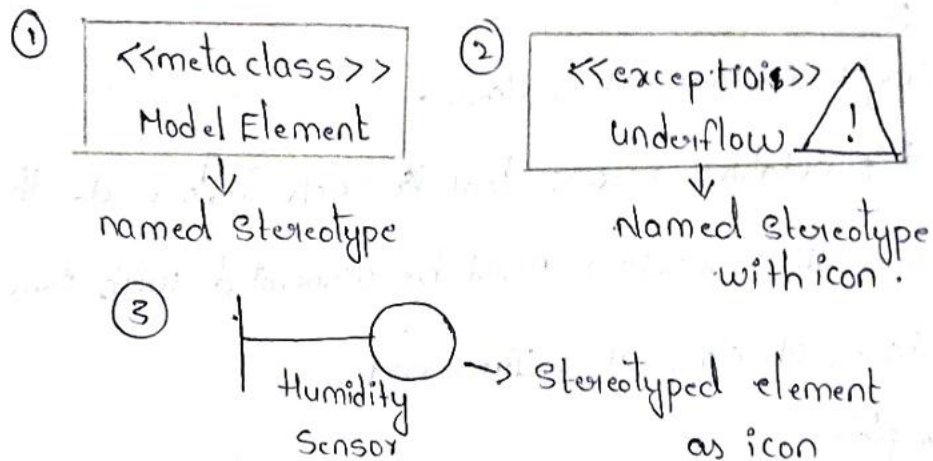 ①
<<meta class>>
Model Element
named Stereotype
②
<<exception>>
underflow
!
Named stereotype
with icon.
③
Humidity
Sensor
Stereotyped element
as icon